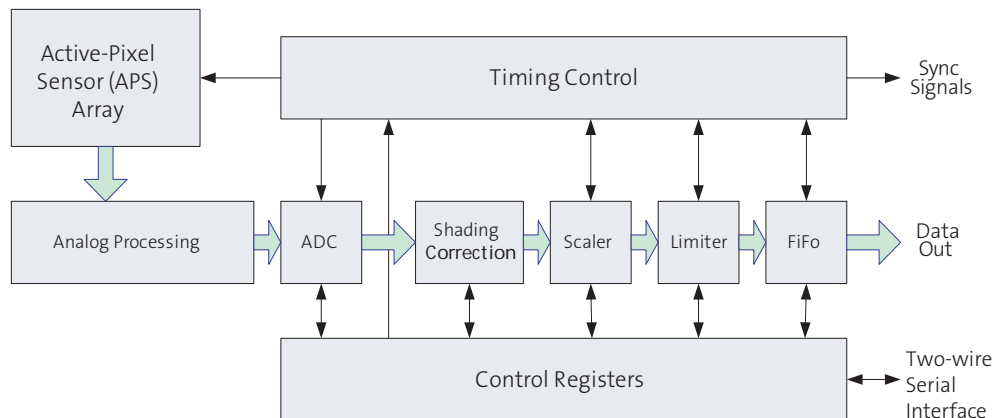 Active-Pixel
Sensor (APS)
Array
Timing Control
Sync
Signals
Analog Processing
ADC
Shading
Correction
Scaler
Limiter
FiFo
Data
Out
Control Registers
Two-wire
Serial
Interface